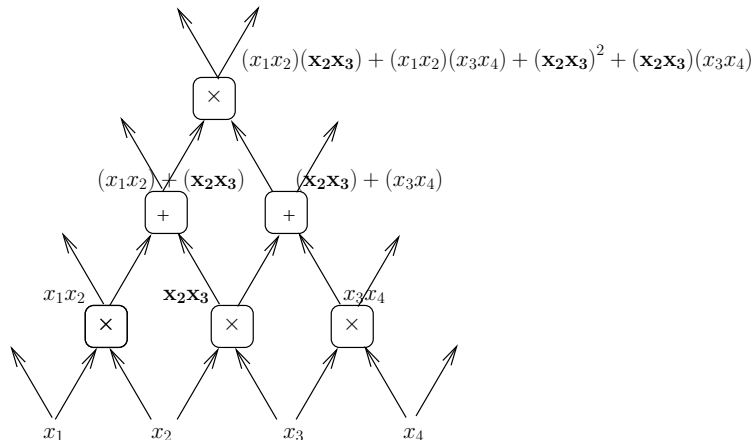 (x₁x₂)(𝐱₂𝐱₃) + (x₁x₂)(x₃x₄) + (𝐱₂𝐱₃)² + (𝐱₂𝐱₃)(x₃x₄)
×
(x₁x₂) + (𝐱₂𝐱₃) (𝐱₂𝐱₃) + (x₃x₄)
+ +
x₁x₂ 𝐱₂𝐱₃ x₃x₄
× × ×
x₁ x₂ x₃ x₄